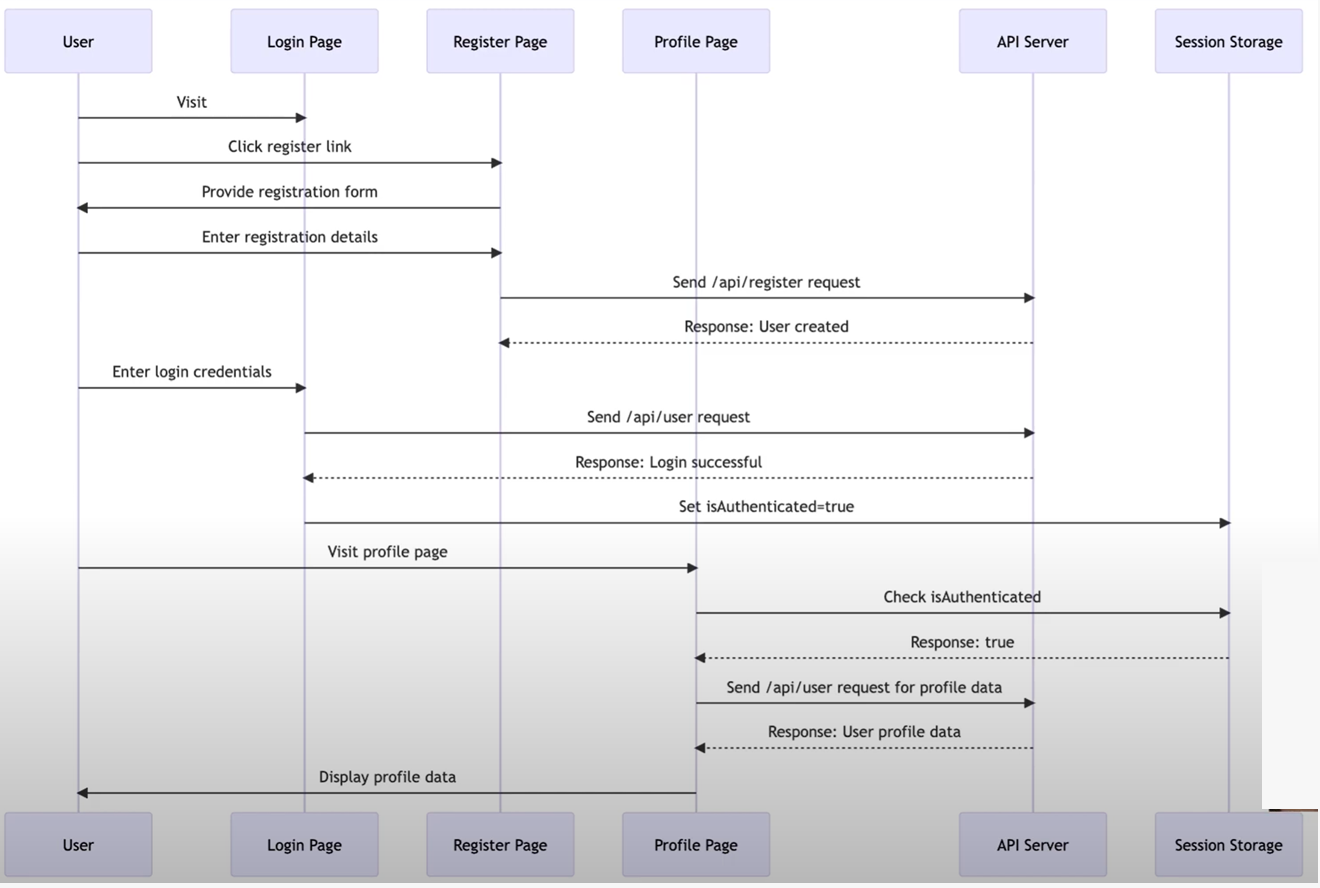 User
Login Page
Register Page
Profile Page
API Server
Session Storage
Visit
Click register link
Provide registration form
Enter registration details
Send /api/register request
Response: User created
Enter login credentials
Send /api/user request
Response: Login successful
Set isAuthenticated=true
Visit profile page
Check isAuthenticated
Response: true
Send /api/user request for profile data
Response: User profile data
Display profile data
User
Login Page
Register Page
Profile Page
API Server
Session Storage